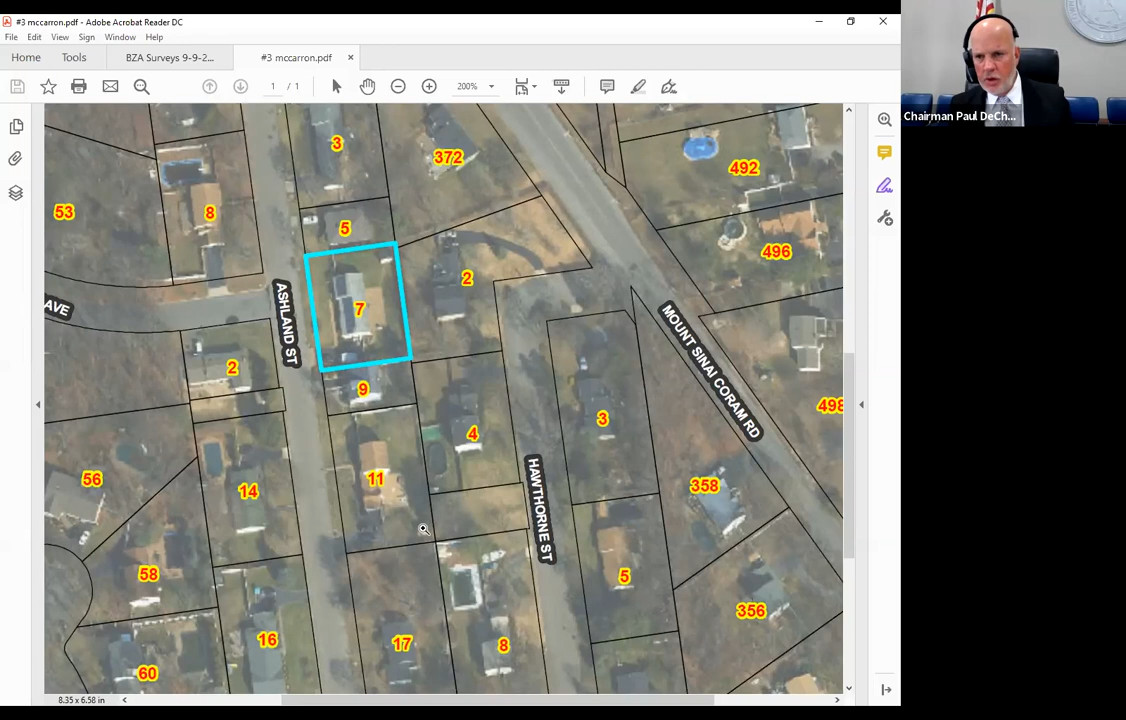 #3 mccarron.pdf - Adobe Acrobat Reader DC
File Edit View Sign Window Help
Home Tools BZA Surveys 9-9-2... #3 mccarron.pdf ×
1 / 1 200%
Chairman Paul DeCh...
3
372
492
53
8
5
496
2
7
AVE
ASHLAND ST
MOUNT SINAI CORAM RD
2
9
498
3
4
56
11
14
HAWTHORNE ST
358
58
5
356
16
17
8
60
8.35 x 6.58 in